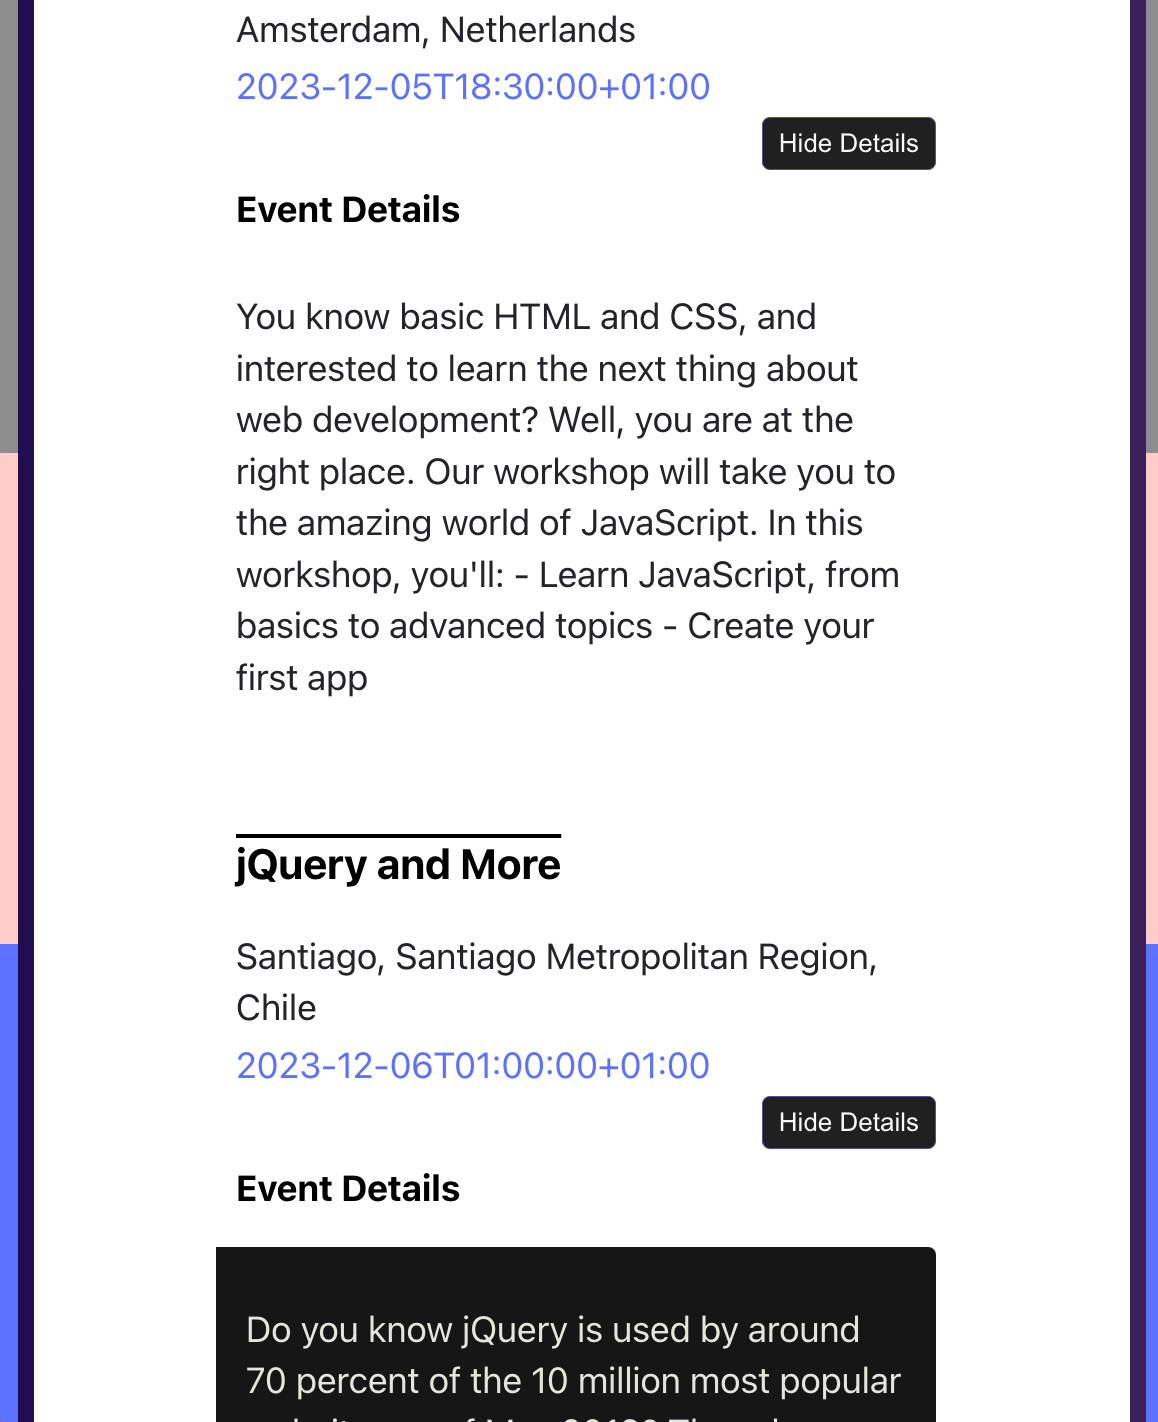 Amsterdam, Netherlands
2023-12-05T18:30:00+01:00
Hide Details
Event Details
You know basic HTML and CSS, and
interested to learn the next thing about
web development? Well, you are at the
right place. Our workshop will take you to
the amazing world of JavaScript. In this
workshop, you'll: - Learn JavaScript, from
basics to advanced topics - Create your
first app
jQuery and More
Santiago, Santiago Metropolitan Region,
Chile
2023-12-06T01:00:00+01:00
Hide Details
Event Details
Do you know jQuery is used by around
70 percent of the 10 million most popular